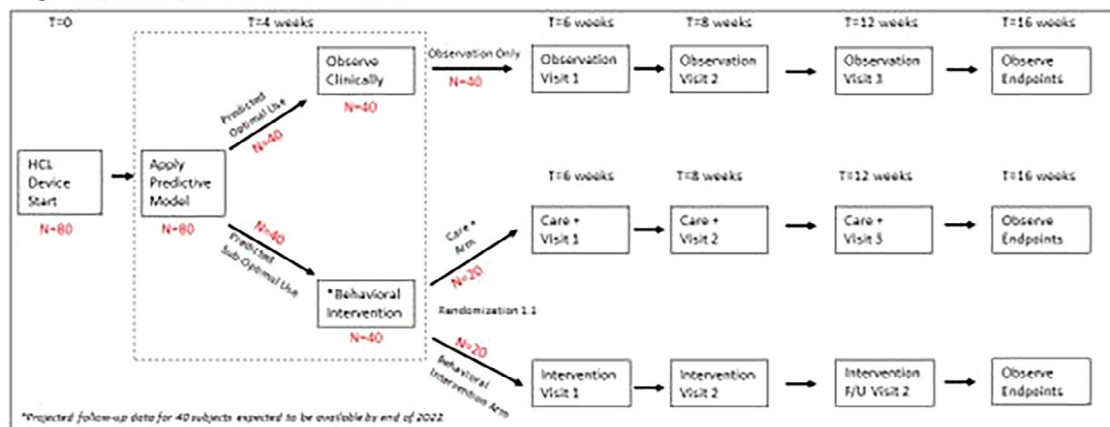 T=0
T=4 weeks
T=6 weeks
T=8 weeks
T=12 weeks
T=16 weeks
Observe
Clinically
N=40
Observation Only
N=40
Observation
Visit 1
Observation
Visit 2
Observation
Visit 3
Observe
Endpoints
Predicted
Optimal Use
N=40
HCL
Device
Start
N=80
Apply
Predictive
Model
N=80
T=6 weeks
T=8 weeks
T=12 weeks
T=16 weeks
Care +
Arm
N=20
Care +
Visit 1
Care +
Visit 2
Care +
Visit 3
Observe
Endpoints
N=40
Predicted
Sub-Optimal Use
*Behavioral
Intervention
N=40
Randomization 1:1
N=20
Behavioral
Intervention Arm
Intervention
Visit 1
Intervention
Visit 2
Intervention
F/U Visit 2
Observe
Endpoints
*Projected follow-up data for 40 subjects expected to be available by end of 2022.